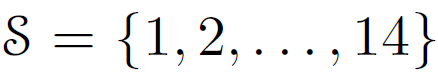 𝒮 = {1, 2, . . . , 14}